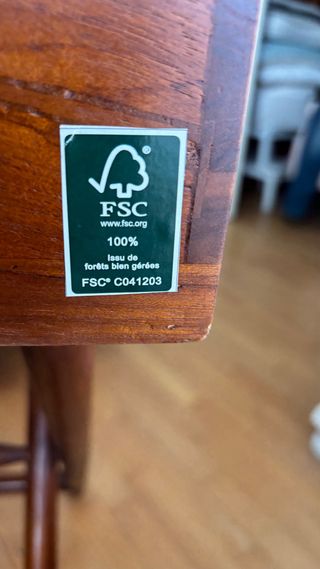 ®
FSC
www.fsc.org
100%
Issu de
forêts bien gérées
FSC® C041203